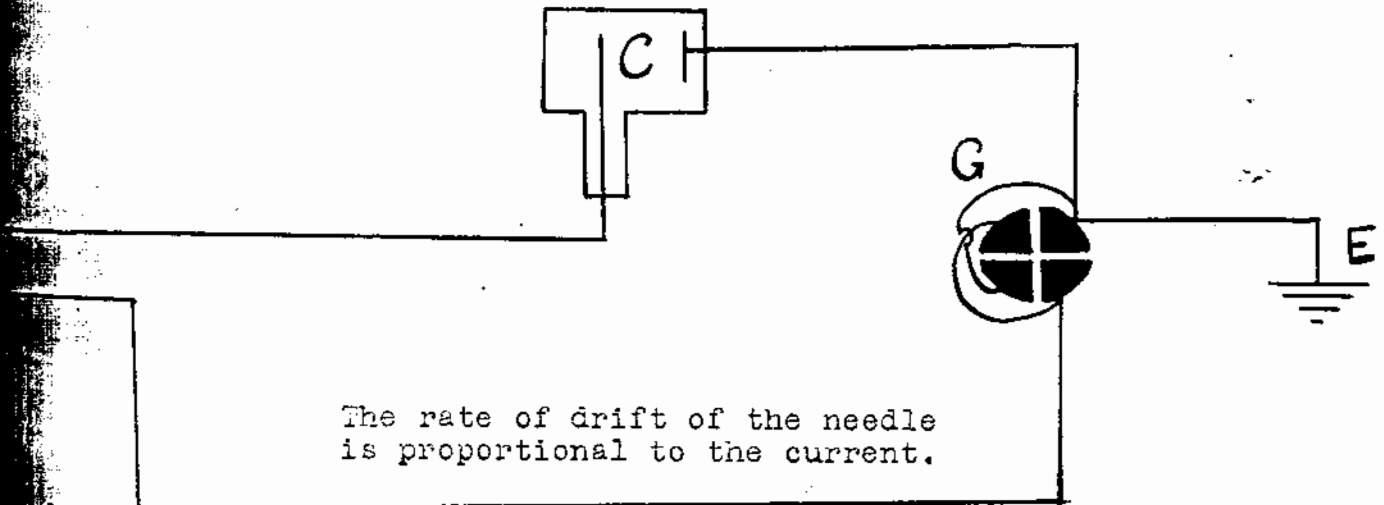 C
G
E
The rate of drift of the needle
is proportional to the current.